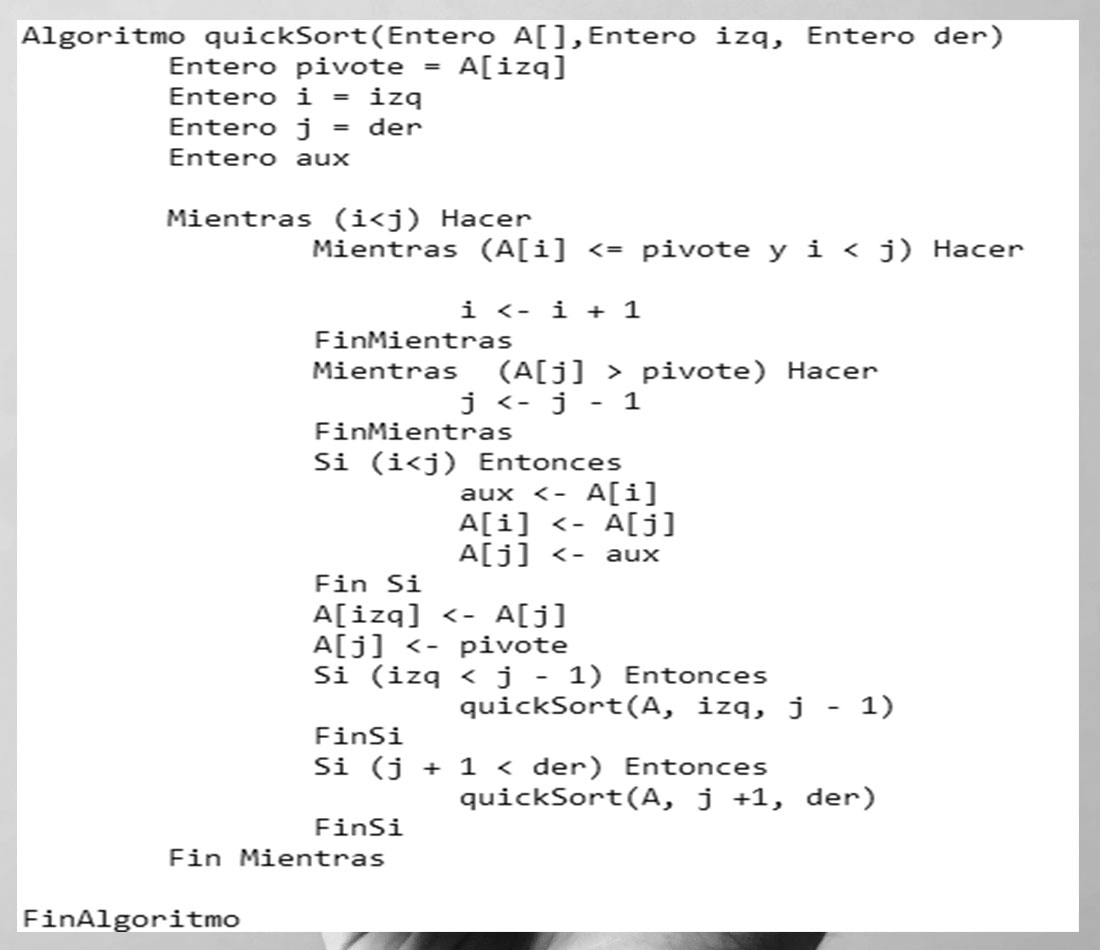 Algoritmo quickSort(Entero A[],Entero izq, Entero der)
Entero pivote = A[izq]
Entero i = izq
Entero j = der
Entero aux
Mientras (i<j) Hacer
Mientras (A[i] <= pivote y i < j) Hacer
i <- i + 1
FinMientras
Mientras (A[j] > pivote) Hacer
j <- j - 1
FinMientras
Si (i<j) Entonces
aux <- A[i]
A[i] <- A[j]
A[j] <- aux
Fin Si
A[izq] <- A[j]
A[j] <- pivote
Si (izq < j - 1) Entonces
quickSort(A, izq, j - 1)
FinSi
Si (j + 1 < der) Entonces
quickSort(A, j +1, der)
FinSi
Fin Mientras
FinAlgoritmo